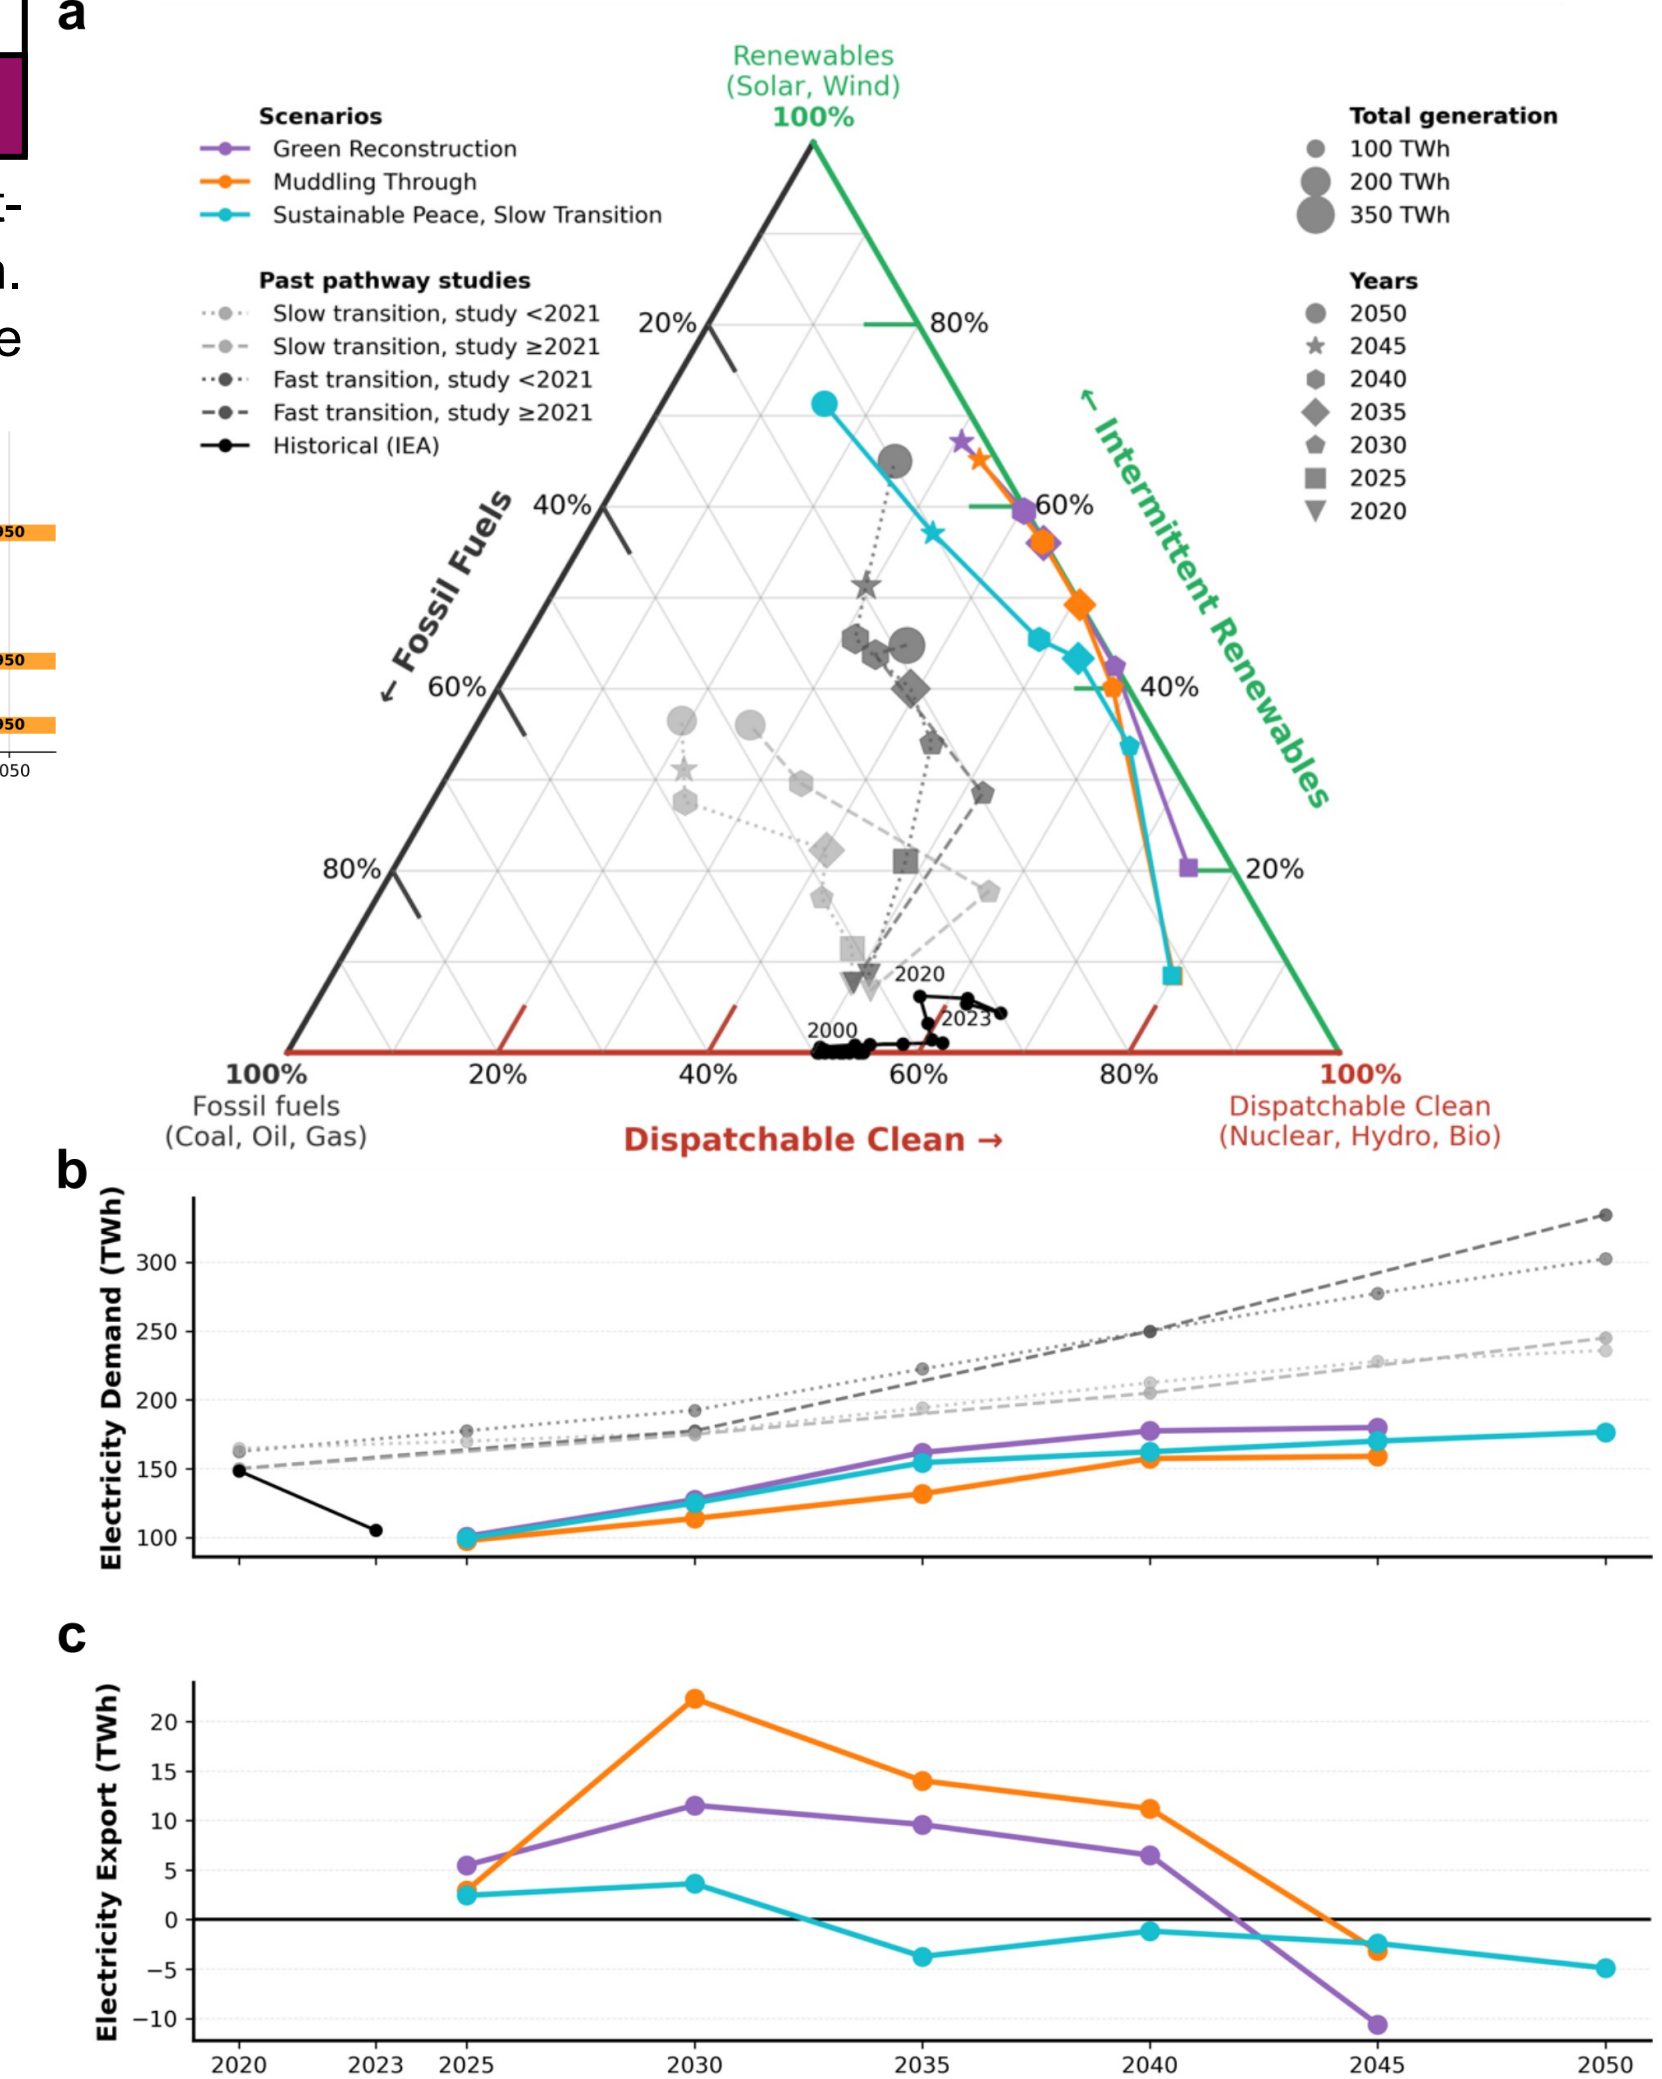 a
t-
n.
e
950
950
950
050
Renewables
(Solar, Wind)
100%
Scenarios
Green Reconstruction
Muddling Through
Sustainable Peace, Slow Transition
Past pathway studies
Slow transition, study <2021
Slow transition, study ≥2021
Fast transition, study <2021
Fast transition, study ≥2021
Historical (IEA)
Total generation
100 TWh
200 TWh
350 TWh
Years
2050
2045
2040
2035
2030
2025
2020
20%
40%
60%
80%
← Fossil Fuels
80%
60%
40%
20%
← Intermittent Renewables
2020
2023
2000
100%
Fossil fuels
(Coal, Oil, Gas)
20%
40%
60%
80%
100%
Dispatchable Clean
(Nuclear, Hydro, Bio)
Dispatchable Clean →
b
Electricity Demand (TWh)
300
250
200
150
100
c
Electricity Export (TWh)
20
15
10
5
0
−5
−10
2020
2023
2025
2030
2035
2040
2045
2050